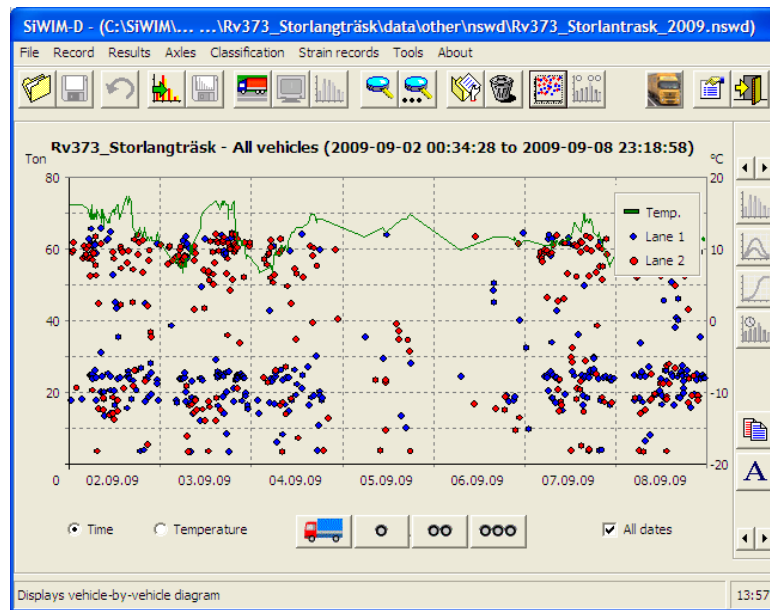 SiWIM-D - (C:\SiWIM\... ...\Rv373_Storlangträsk\data\other\nswd\Rv373_Storlantrask_2009.nswd)
File Record Results Axles Classification Strain records Tools About
Rv373_Storlangträsk - All vehicles (2009-09-02 00:34:28 to 2009-09-08 23:18:58)
Ton
°C
80
20
Temp.
Lane 1
Lane 2
60
10
40
0
20
-10
-20
0 02.09.09 03.09.09 04.09.09 05.09.09 06.09.09 07.09.09 08.09.09
A
Time Temperature All dates
Displays vehicle-by-vehicle diagram 13:57